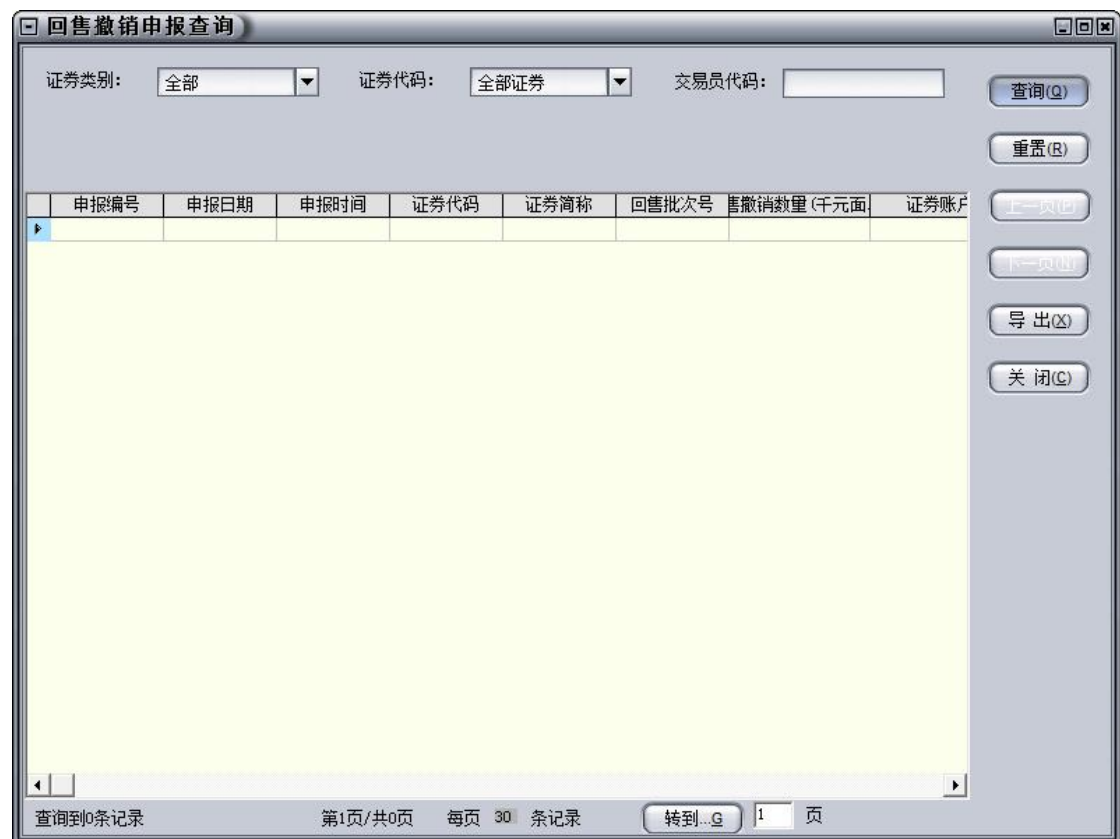 回售撤销申报查询
证券类别： 全部 证券代码： 全部证券 交易员代码： 查询(Q)
重置(R)
申报编号 申报日期 申报时间 证券代码 证券简称 回售批次号 售撤销数量(千元面 证券账户 上一页(P)
下一页(N)
导 出(X)
关 闭(C)
查询到0条记录 第1页/共0页 每页 30 条记录 转到...G 1 页